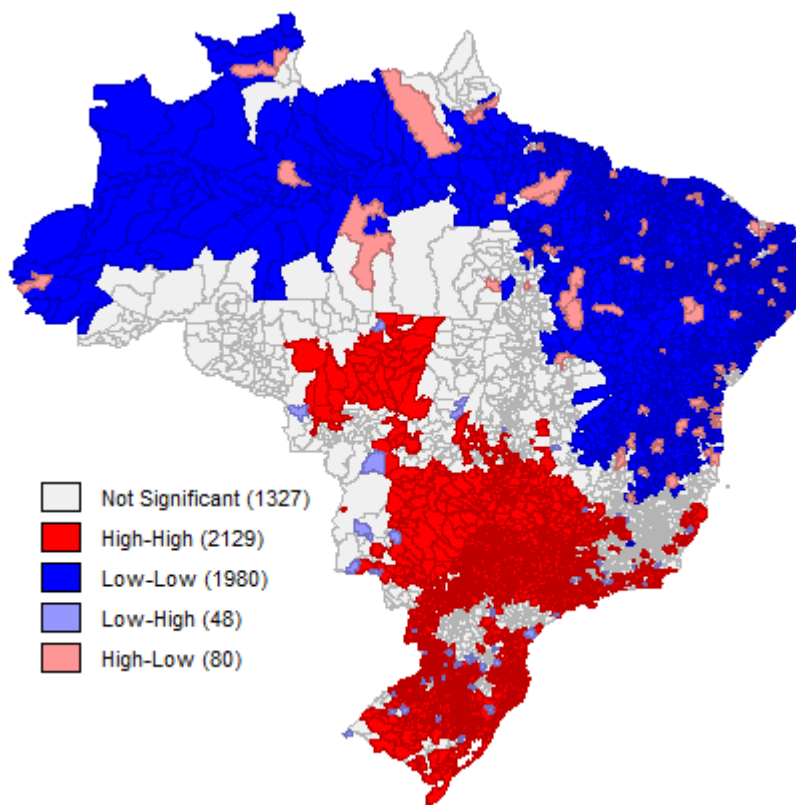 Not Significant (1327)
High-High (2129)
Low-Low (1980)
Low-High (48)
High-Low (80)